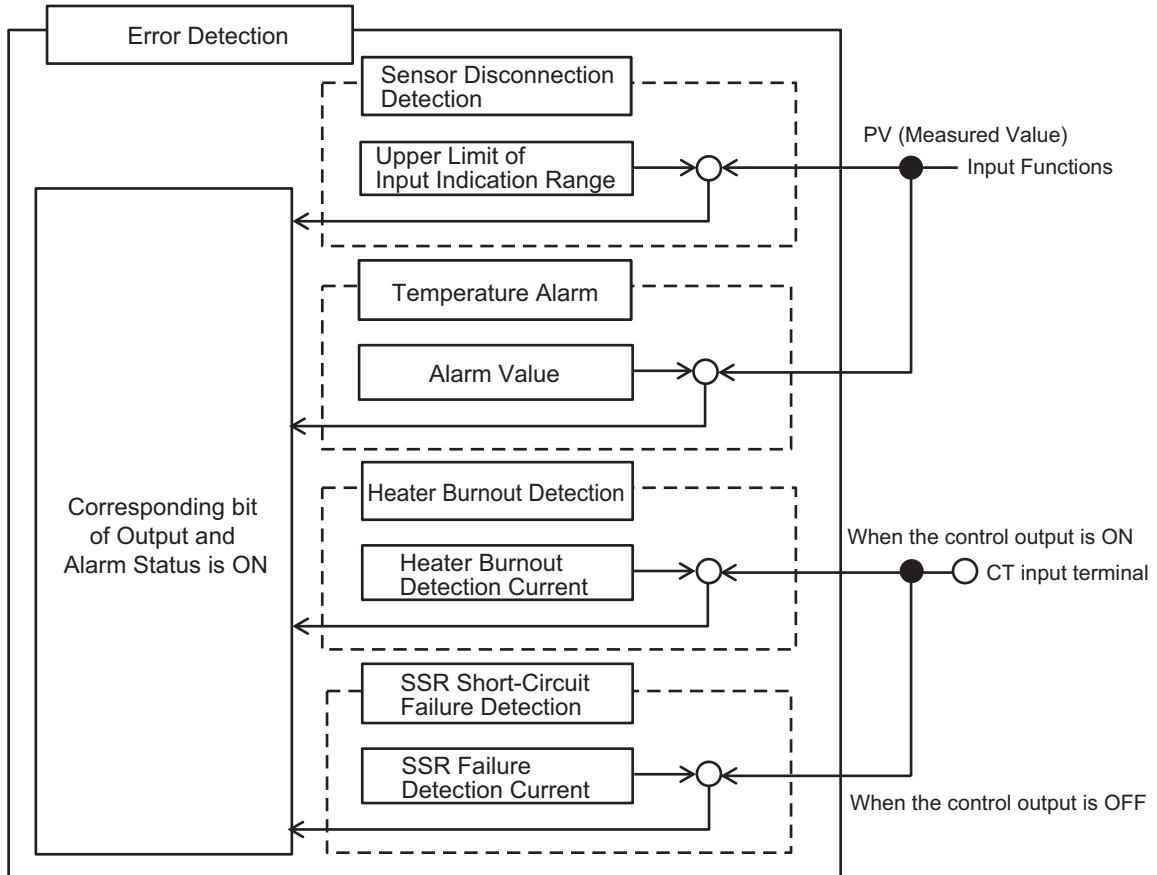 Error Detection
Sensor Disconnection
Detection
PV (Measured Value)
Upper Limit of
Input Indication Range
Input Functions
Temperature Alarm
Alarm Value
Corresponding bit
of Output and
Alarm Status is ON
Heater Burnout Detection
When the control output is ON
Heater Burnout
Detection Current
CT input terminal
SSR Short-Circuit
Failure Detection
SSR Failure
Detection Current
When the control output is OFF